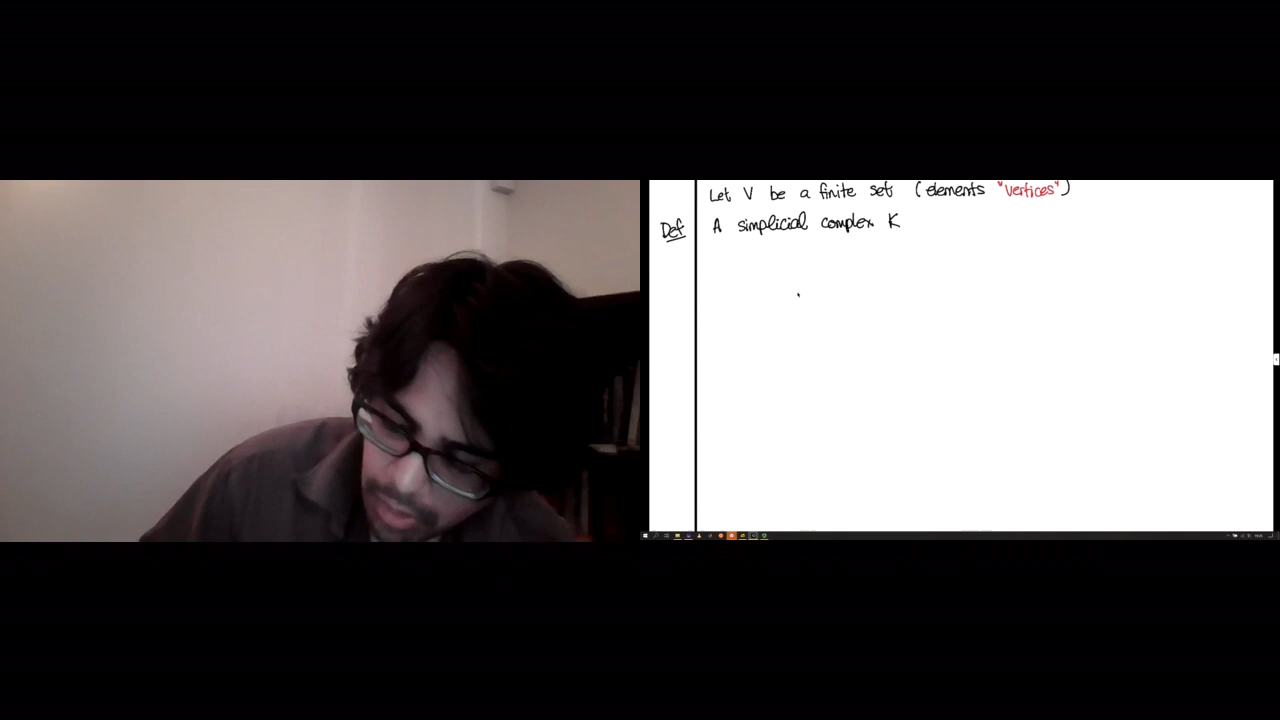 Let V be a finite set (elements "vertices")
Def A simplicial complex K